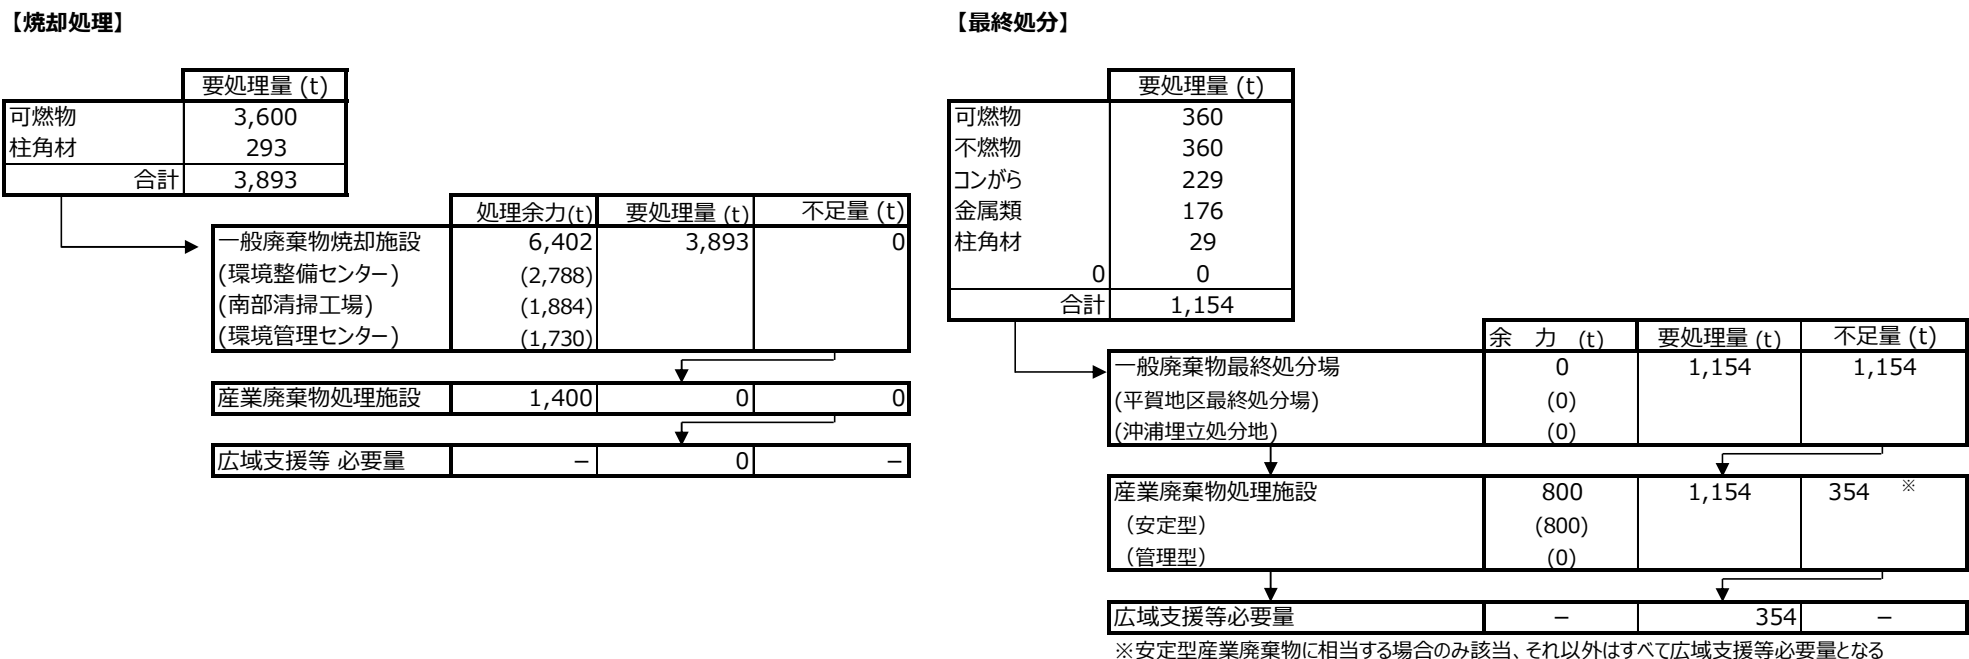 【焼却処理】
要処理量 (t)
可燃物 3,600
柱角材 293
合計 3,893
処理余力(t) 要処理量 (t) 不足量 (t)
一般廃棄物焼却施設 6,402 3,893 0
(環境整備センター) (2,788)
(南部清掃工場) (1,884)
(環境管理センター) (1,730)
産業廃棄物処理施設 1,400 0 0
広域支援等 必要量 − 0 −
【最終処分】
要処理量 (t)
可燃物 360
不燃物 360
コンがら 229
金属類 176
柱角材 29
0 0
合計 1,154
余 力 (t) 要処理量 (t) 不足量 (t)
一般廃棄物最終処分場 0 1,154 1,154
(平賀地区最終処分場) (0)
(沖浦埋立処分地) (0)
産業廃棄物処理施設 800 1,154 354 ※
（安定型） (800)
（管理型） (0)
広域支援等必要量 − 354 −
※安定型産業廃棄物に相当する場合のみ該当、それ以外はすべて広域支援等必要量となる